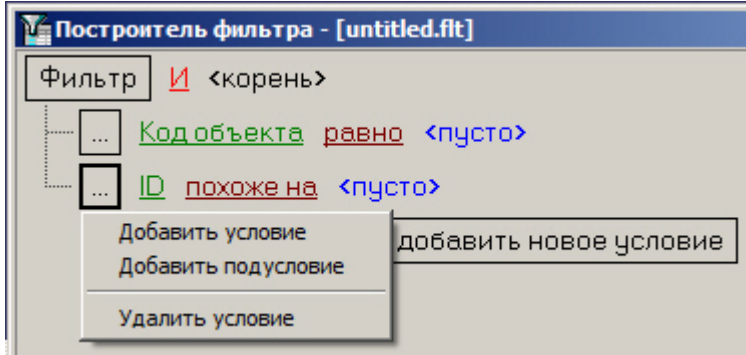 Построитель фильтра - [untitled.flt]
Фильтр И <корень>
... Код объекта равно <пусто>
... ID похоже на <пусто>
Добавить условие
добавить новое условие
Добавить подусловие
Удалить условие